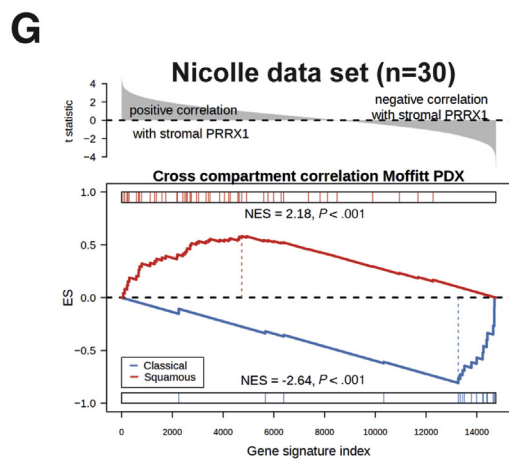 G
Nicolle data set (n=30)
4
2
0
−2
−4
t statistic
positive correlation
with stromal PRRX1
negative correlation
with stromal PRRX1
Cross compartment correlation Moffitt PDX
1.0
0.5
0.0
−0.5
−1.0
ES
NES = 2.18, P < .001
Classical
Squamous
NES = -2.64, P < .001
0 2000 4000 6000 8000 10000 12000 14000
Gene signature index